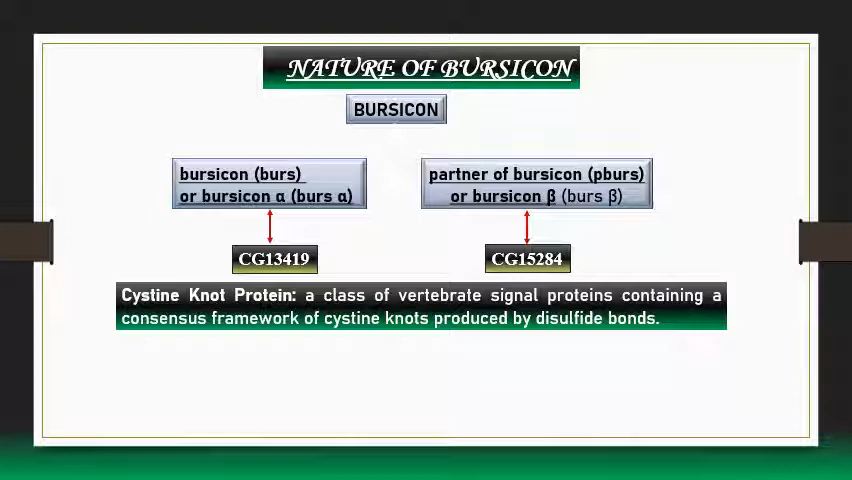 NATURE OF BURSICON
BURSICON
bursicon (burs)
or bursicon α (burs α)
partner of bursicon (pburs)
or bursicon β (burs β)
CG13419
CG15284
Cystine Knot Protein: a class of vertebrate signal proteins containing a
consensus framework of cystine knots produced by disulfide bonds.